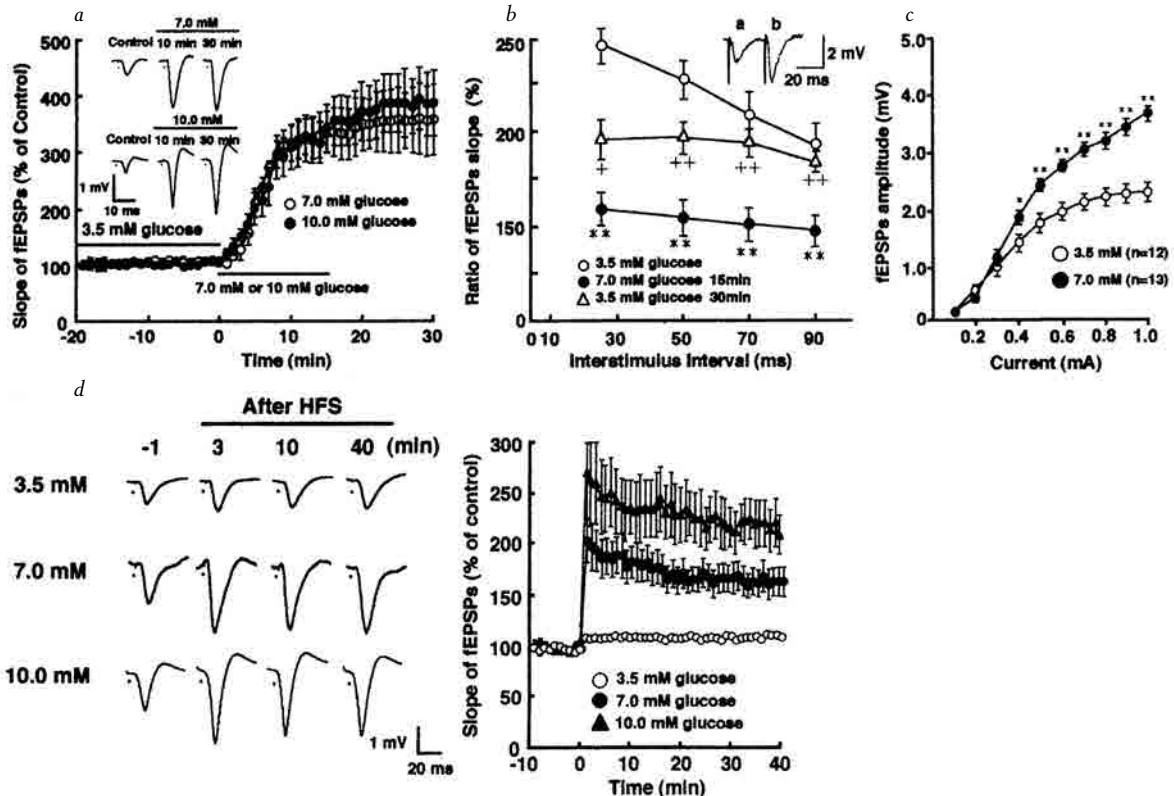 a
7.0 mM
Control 10 min 30 min
10.0 mM
Control 10 min 30 min
1 mV
10 ms
7.0 mM glucose
10.0 mM glucose
3.5 mM glucose
7.0 mM or 10 mM glucose
Slope of fEPSPs (% of Control)
500
400
300
200
100
0
-20 -10 0 10 20 30
Time (min)
b
a b
2 mV
20 ms
Ratio of fEPSPs slope (%)
250
200
150
100
+ ++ ++ ++
** ** ** **
3.5 mM glucose
7.0 mM glucose 15min
3.5 mM glucose 30min
0 10 30 50 70 90
Interstimulus Interval (ms)
c
fEPSPs amplitude (mV)
5.0
4.0
3.0
2.0
1.0
0
* ** ** ** ** ** **
3.5 mM (n=12)
7.0 mM (n=13)
0.2 0.4 0.6 0.8 1.0
Current (mA)
d
After HFS
-1 3 10 40 (min)
3.5 mM
7.0 mM
10.0 mM
1 mV
20 ms
Slope of fEPSPs (% of control)
300
250
200
150
100
50
0
3.5 mM glucose
7.0 mM glucose
10.0 mM glucose
-10 0 10 20 30 40
Time (min)